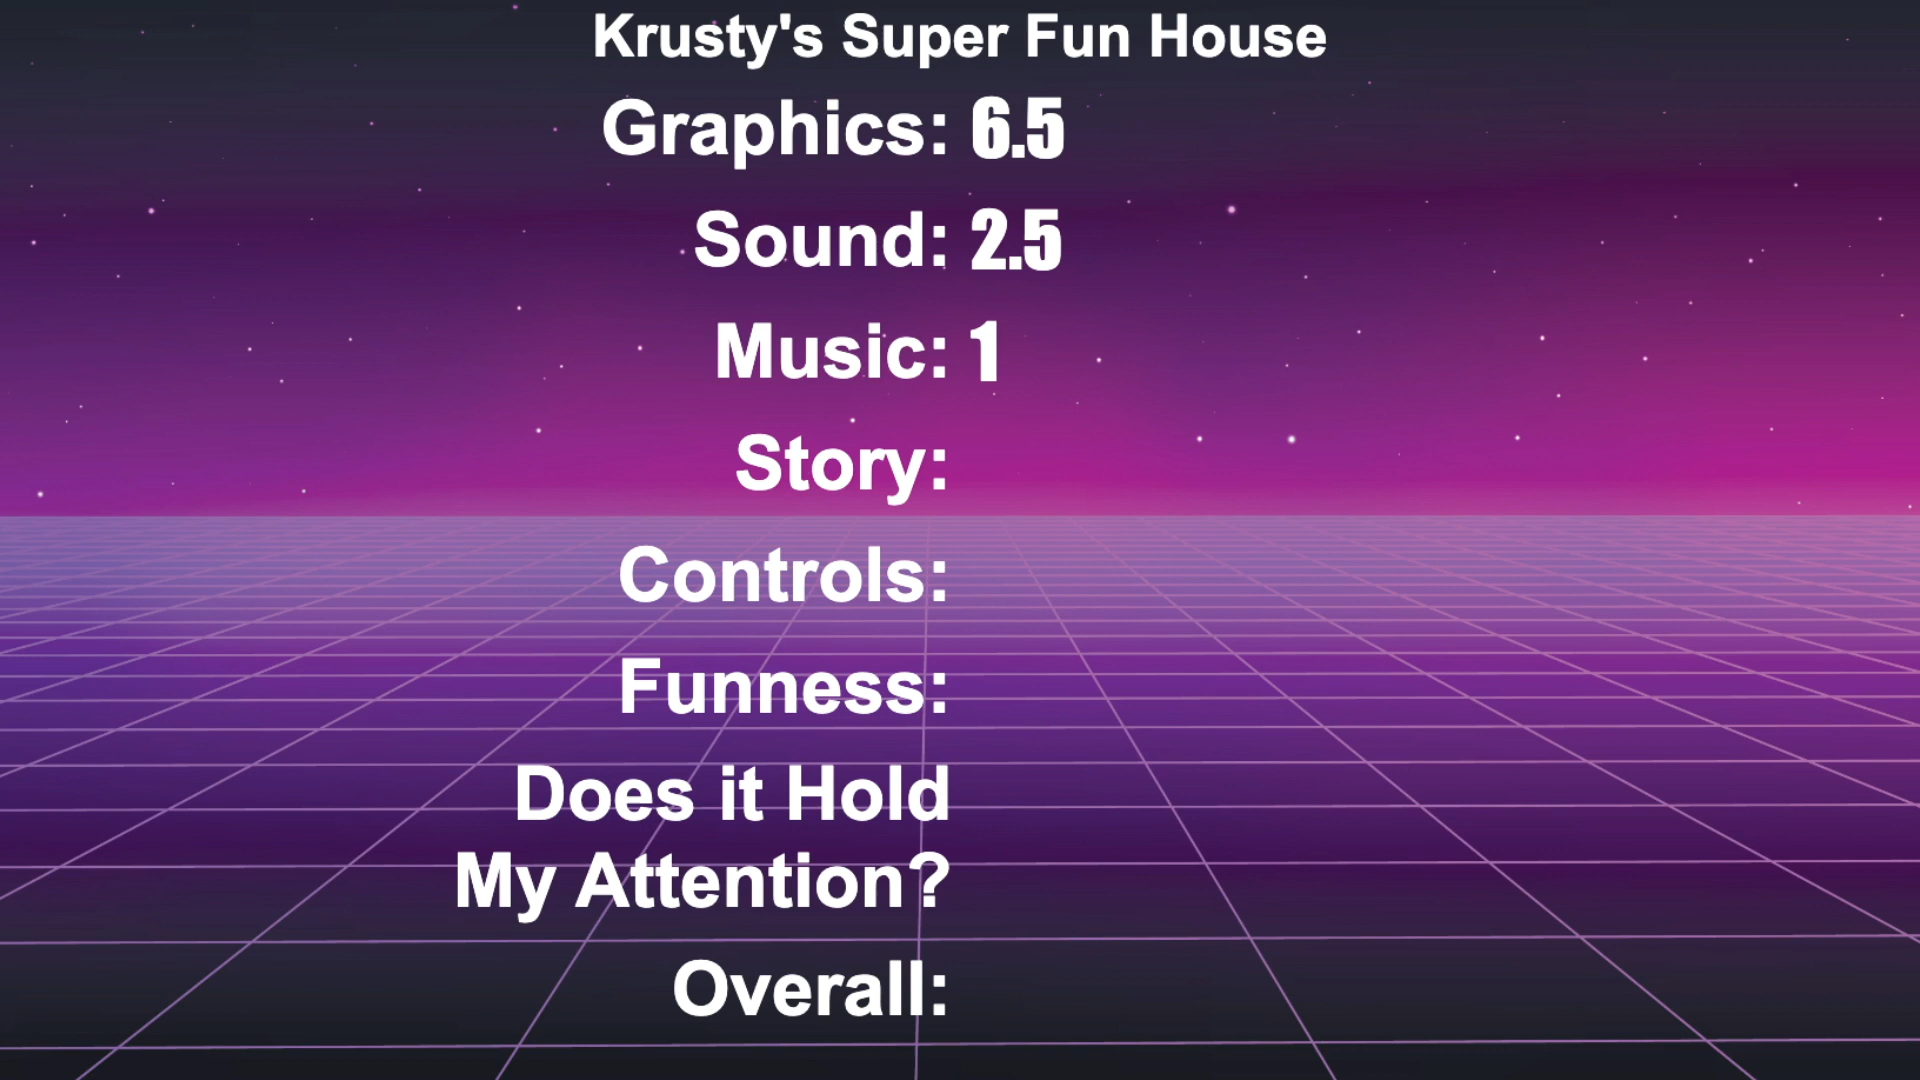 Krusty's Super Fun House
Graphics: 6.5
Sound: 2.5
Music: 1
Story:
Controls:
Funness:
Does it Hold
My Attention?
Overall: